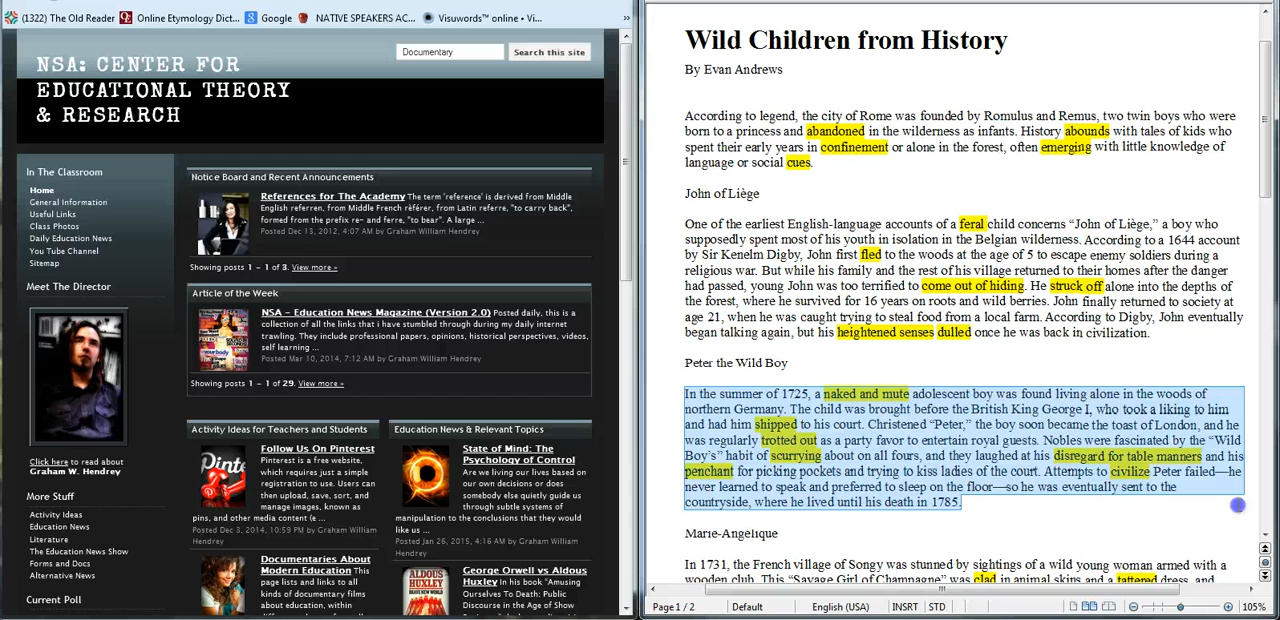 (1322) The Old Reader
Online Etymology Dict...
Google
NATIVE SPEAKERS AC...
Visuwords™ online • Vi...
»
Documentary
Search this site
NSA: CENTER FOR
EDUCATIONAL THEORY
& RESEARCH
In The Classroom
Home
General Information
Useful Links
Class Photos
Daily Education News
You Tube Channel
Sitemap
Meet The Director
Click here to read about
Graham W. Hendrey
More Stuff
Activity Ideas
Education News
Literature
The Education News Show
Forms and Docs
Alternative News
Current Poll
Notice Board and Recent Announcements
References for The Academy The term 'reference' is derived from Middle
English referren, from Middle French référer, from Latin referre, "to carry back",
formed from the prefix re- and ferre, "to bear". A large ...
Posted Dec 13, 2012, 4:07 AM by Graham William Hendrey
Showing posts 1 - 1 of 3. View more »
Article of the Week
NSA - Education News Magazine (Version 2.0) Posted daily, this is a
collection of all the links that i have stumbled through during my daily internet
trawling. They include professional papers, opinions, historical perspectives, videos,
self learning ...
Posted Mar 10, 2014, 7:12 AM by Graham William Hendrey
Showing posts 1 - 1 of 29. View more »
Activity Ideas for Teachers and Students
Follow Us On Pinterest
Pinterest is a free website,
which requires just a simple
registration to use. Users can
then upload, save, sort, and
manage images, known as
pins, and other media content (e ...
Posted Dec 3, 2014, 10:59 PM by Graham William
Hendrey
Documentaries About
Modern Education This
page lists and links to all
kinds of documentary films
about education, within
Education News & Relevant Topics
State of Mind: The
Psychology of Control
Are we living our lives based
on our own decisions or does
somebody else quietly guide us
through subtle systems of
manipulation to the conclusions that they would
like us ...
Posted Jan 26, 2015, 4:16 AM by Graham William
Hendrey
ALDOUS
HUXLEY
George Orwell vs Aldous
Huxley In his book "Amusing
Ourselves To Death: Public
Discourse in the Age of Show
Wild Children from History
By Evan Andrews
According to legend, the city of Rome was founded by Romulus and Remus, two twin boys who were
born to a princess and abandoned in the wilderness as infants. History abounds with tales of kids who
spent their early years in confinement or alone in the forest, often emerging with little knowledge of
language or social cues.
John of Liège
One of the earliest English-language accounts of a feral child concerns “John of Liège,” a boy who
supposedly spent most of his youth in isolation in the Belgian wilderness. According to a 1644 account
by Sir Kenelm Digby, John first fled to the woods at the age of 5 to escape enemy soldiers during a
religious war. But while his family and the rest of his village returned to their homes after the danger
had passed, young John was too terrified to come out of hiding. He struck off alone into the depths of
the forest, where he survived for 16 years on roots and wild berries. John finally returned to society at
age 21, when he was caught trying to steal food from a local farm. According to Digby, John eventually
began talking again, but his heightened senses dulled once he was back in civilization.
Peter the Wild Boy
In the summer of 1725, a naked and mute adolescent boy was found living alone in the woods of
northern Germany. The child was brought before the British King George I, who took a liking to him
and had him shipped to his court. Christened “Peter,” the boy soon became the toast of London, and he
was regularly trotted out as a party favor to entertain royal guests. Nobles were fascinated by the “Wild
Boy’s” habit of scurrying about on all fours, and they laughed at his disregard for table manners and his
penchant for picking pockets and trying to kiss ladies of the court. Attempts to civilize Peter failed—he
never learned to speak and preferred to sleep on the floor—so he was eventually sent to the
countryside, where he lived until his death in 1785.
Marie-Angelique
In 1731, the French village of Songy was stunned by sightings of a wild young woman armed with a
wooden club. This “Savage Girl of Champagne” was clad in animal skins and a tattered dress, and
Page 1 / 2
Default
English (USA)
INSRT
STD
105%